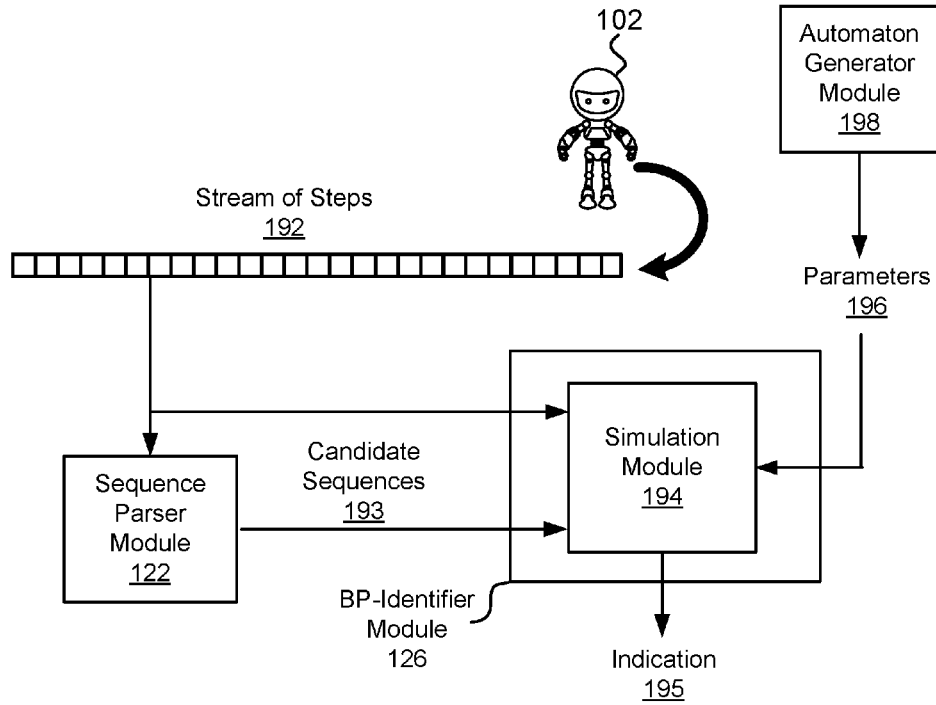 102
Automaton
Generator
Module
198
Stream of Steps
192
Parameters
196
Candidate
Sequences
193
Simulation
Module
194
Sequence
Parser
Module
122
BP-Identifier
Module
126
Indication
195